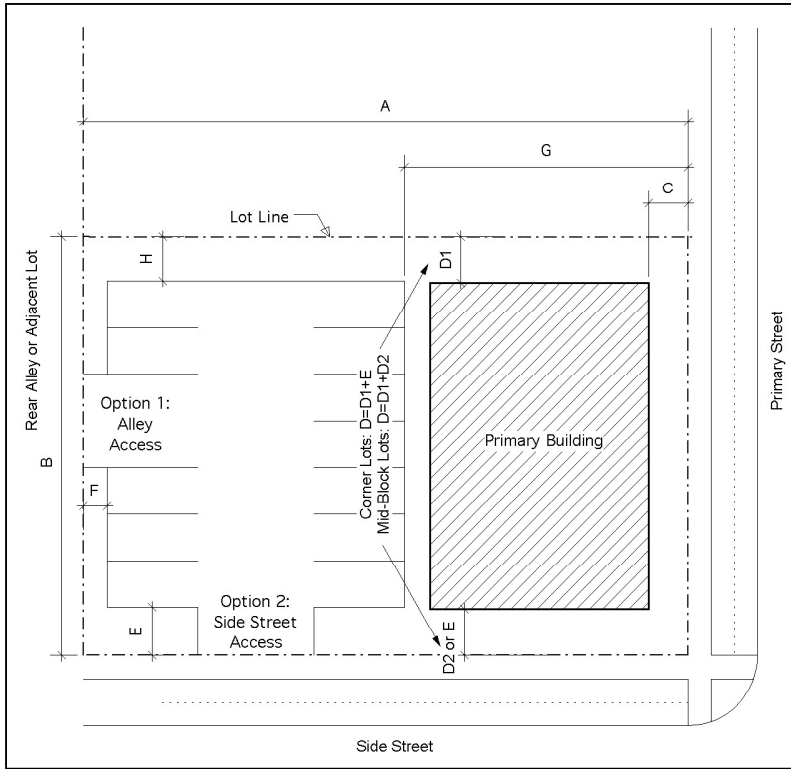 A
G
C
Lot Line
H
D1
Rear Alley or Adjacent Lot
Primary Street
Corner Lots: D=D1+E
Mid-Block Lots: D=D1+D2
Option 1:
Alley
Access
Primary Building
B
F
Option 2:
Side Street
Access
E
D2 or E
Side Street